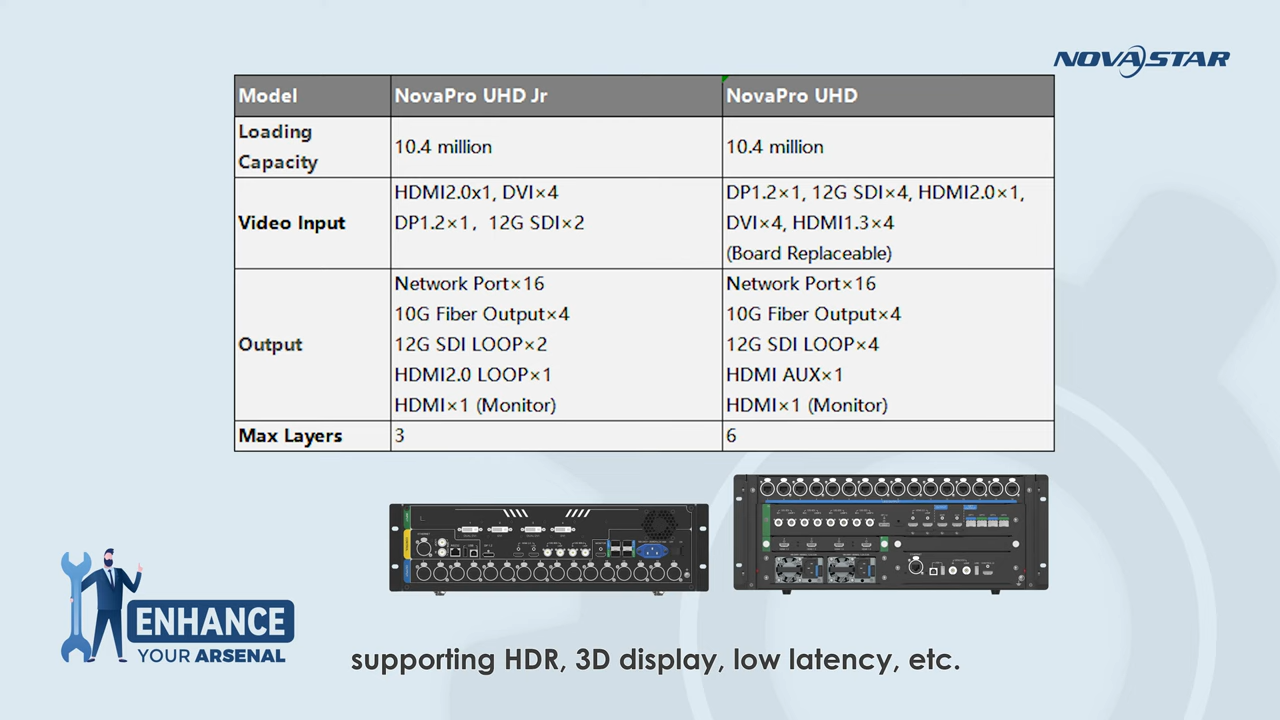 NOVASTAR
Model NovaPro UHD Jr NovaPro UHD
Loading Capacity 10.4 million 10.4 million
Video Input
HDMI2.0x1, DVI×4
DP1.2×1, 12G SDI×2
DP1.2×1, 12G SDI×4, HDMI2.0×1,
DVI×4, HDMI1.3×4
(Board Replaceable)
Output
Network Port×16
10G Fiber Output×4
12G SDI LOOP×2
HDMI2.0 LOOP×1
HDMI×1 (Monitor)
Network Port×16
10G Fiber Output×4
12G SDI LOOP×4
HDMI AUX×1
HDMI×1 (Monitor)
Max Layers 3 6
ENHANCE
YOUR ARSENAL
supporting HDR, 3D display, low latency, etc.